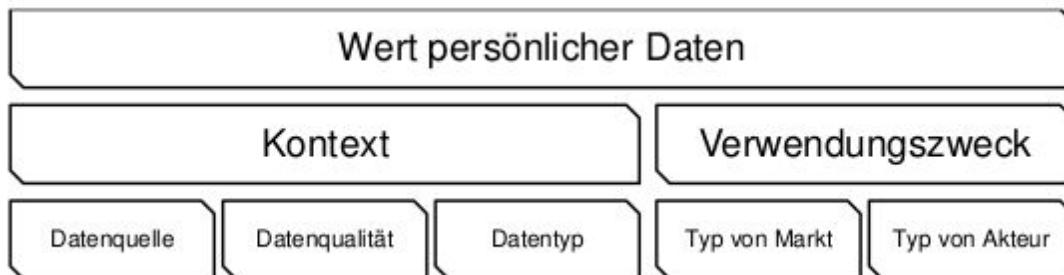 Wert persönlicher Daten
Kontext
Verwendungszweck
Datenquelle
Datenqualität
Datentyp
Typ von Markt
Typ von Akteur